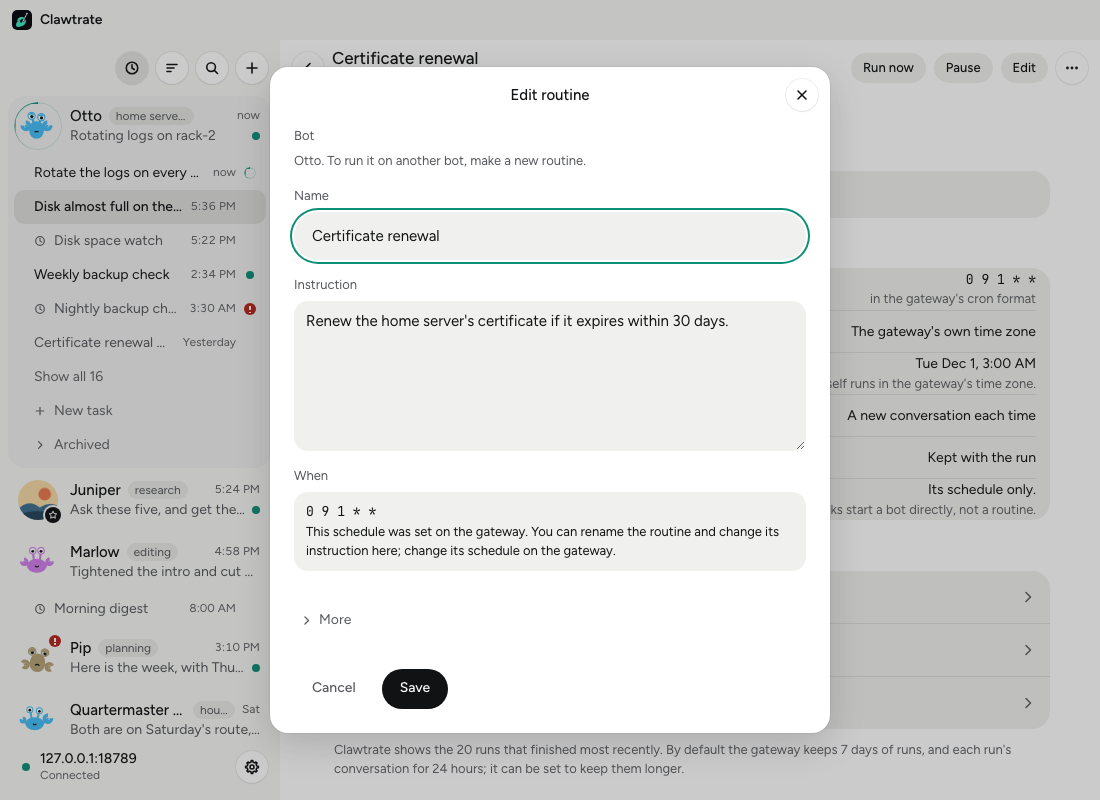 Clawtrate
Otto
home serve...
now
Rotating logs on rack-2
Rotate the logs on every ...
now
Disk almost full on the...
5:36 PM
Disk space watch
5:22 PM
Weekly backup check
2:34 PM
Nightly backup ch...
3:30 AM
Certificate renewal ...
Yesterday
Show all 16
New task
Archived
Juniper
research
5:24 PM
Ask these five, and get the...
Marlow
editing
4:58 PM
Tightened the intro and cut ...
Morning digest
8:00 AM
Pip
planning
3:10 PM
Here is the week, with Thu...
Quartermaster ...
hou...
Sat
Both are on Saturday's route,...
127.0.0.1:18789
Connected
Certificate renewal
Run now
Pause
Edit
Edit routine
Bot
Otto. To run it on another bot, make a new routine.
Name
Certificate renewal
Instruction
Renew the home server's certificate if it expires within 30 days.
When
0 9 1 * *
This schedule was set on the gateway. You can rename the routine and change its
instruction here; change its schedule on the gateway.
More
Cancel
Save
0 9 1 * *
in the gateway's cron format
The gateway's own time zone
Tue Dec 1, 3:00 AM
self runs in the gateway's time zone.
A new conversation each time
Kept with the run
Its schedule only.
ks start a bot directly, not a routine.
Clawtrate shows the 20 runs that finished most recently. By default the gateway keeps 7 days of runs, and each run's
conversation for 24 hours; it can be set to keep them longer.